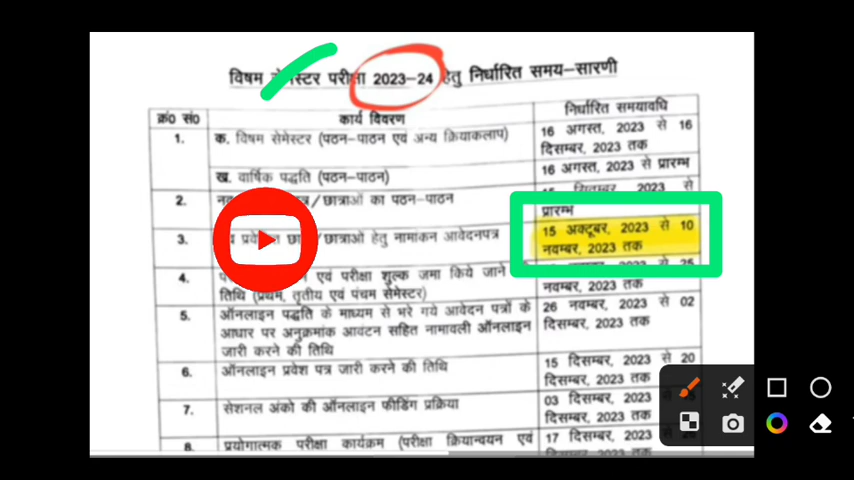 विषम सेमेस्टर परीक्षा 2023-24 हेतु निर्धारित समय-सारणी
क्रं० सं० कार्य विवरण निर्धारित समयावधि
1. क. विषम सेमेस्टर (पठन-पाठन एवं अन्य क्रियाकलाप) 16 अगस्त, 2023 से 16
दिसम्बर, 2023 तक
ख. वार्षिक पद्धति (पठन-पाठन) 16 अगस्त, 2023 से प्रारम्भ
2. /छात्राओं का पठन-पाठन सितम्बर, 2023 से
प्रारम्भ
3. /छात्राओं हेतु नामांकन आवेदनपत्र 15 अक्टूबर, 2023 से 10
नवम्बर, 2023 तक
4. एवं परीक्षा शुल्क जमा किये जाने
तिथि (प्रथम, तृतीय एवं पंचम सेमेस्टर) नवम्बर, 2023 तक
5. ऑनलाइन पद्धति के माध्यम से भरे गये आवेदन पत्रों के 26 नवम्बर, 2023 से 02
आधार पर अनुक्रमांक आवंटन सहित नामावली ऑनलाइन दिसम्बर, 2023 तक
जारी करने की तिथि
6. ऑनलाइन प्रवेश पत्र जारी करने की तिथि 15 दिसम्बर, 2023 से 20
दिसम्बर, 2023 तक
7. सेशनल अंको की ऑनलाइन फीडिंग प्रक्रिया 03 दिसम्बर, 2023
दिसम्बर, 2023
8. प्रयोगात्मक परीक्षा कार्यक्रम (परीक्षा क्रियान्वयन एवं 17 दिसम्बर, 2023